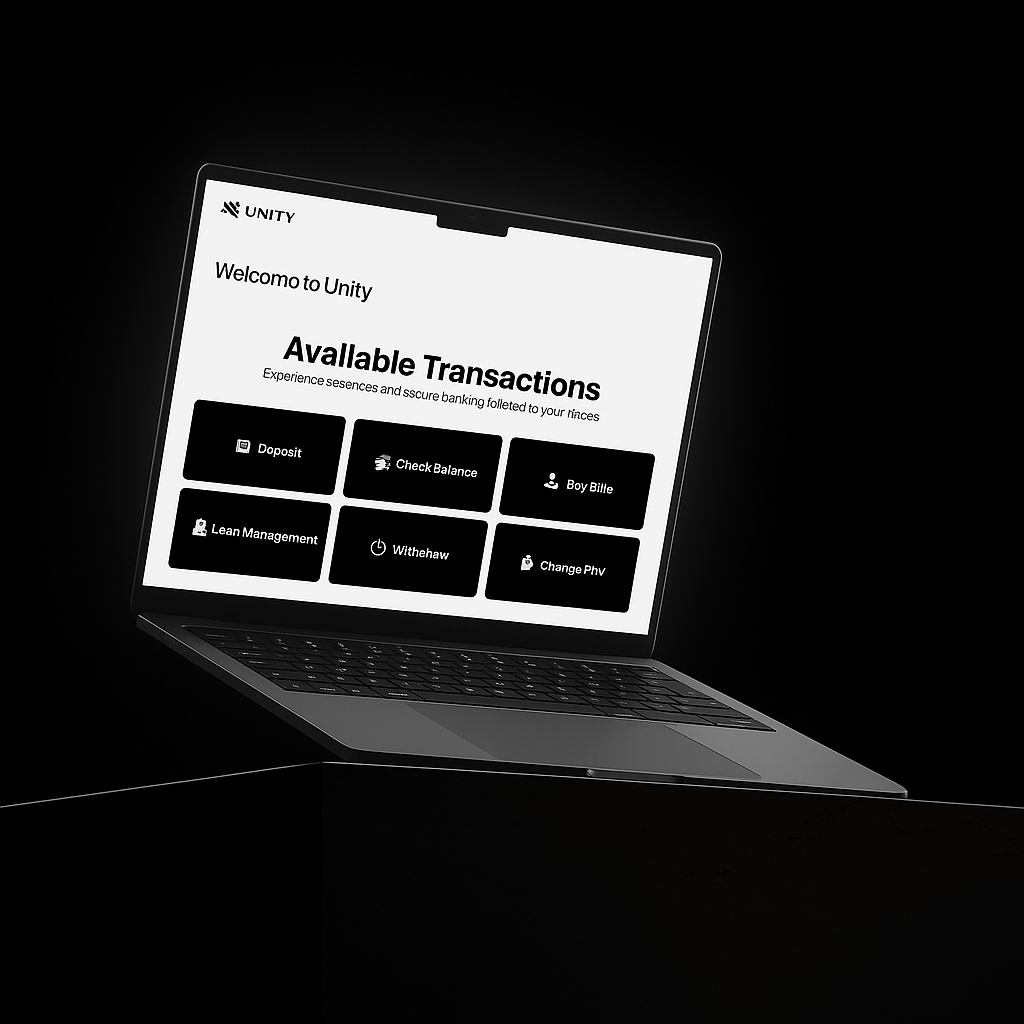 UNITY
Welcomo to Unity
Avallable Transactions
Experience sesences and sscure banking folleted to your rinces
Doposit
Check Balance
Boy Bille
Lean Management
Withehaw
Change Phv